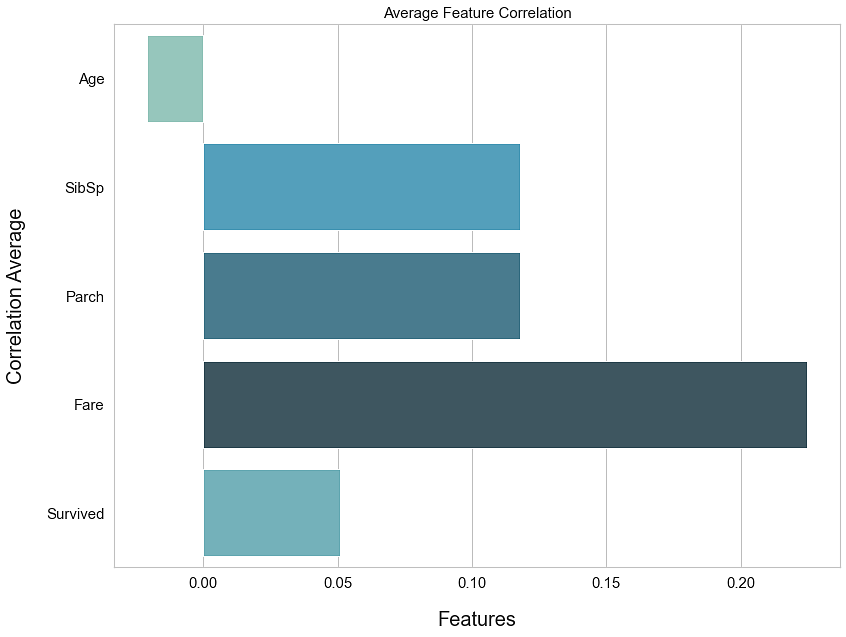 Average Feature Correlation
Correlation Average
Age
SibSp
Parch
Fare
Survived
0.00 0.05 0.10 0.15 0.20
Features